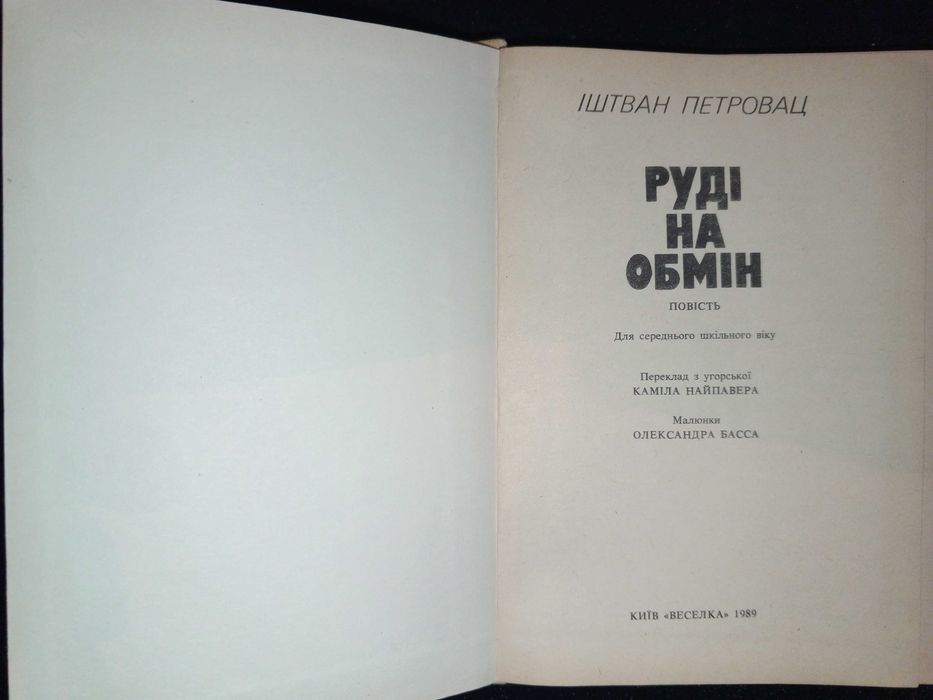 ІШТВАН ПЕТРОВАЦ
РУДІ
НА
ОБМІН
ПОВІСТЬ
Для середнього шкільного віку
Переклад з угорської
КАМІЛА НАЙПАВЕРА
Малюнки
ОЛЕКСАНДРА БАССА
КИЇВ «ВЕСЕЛКА» 1989